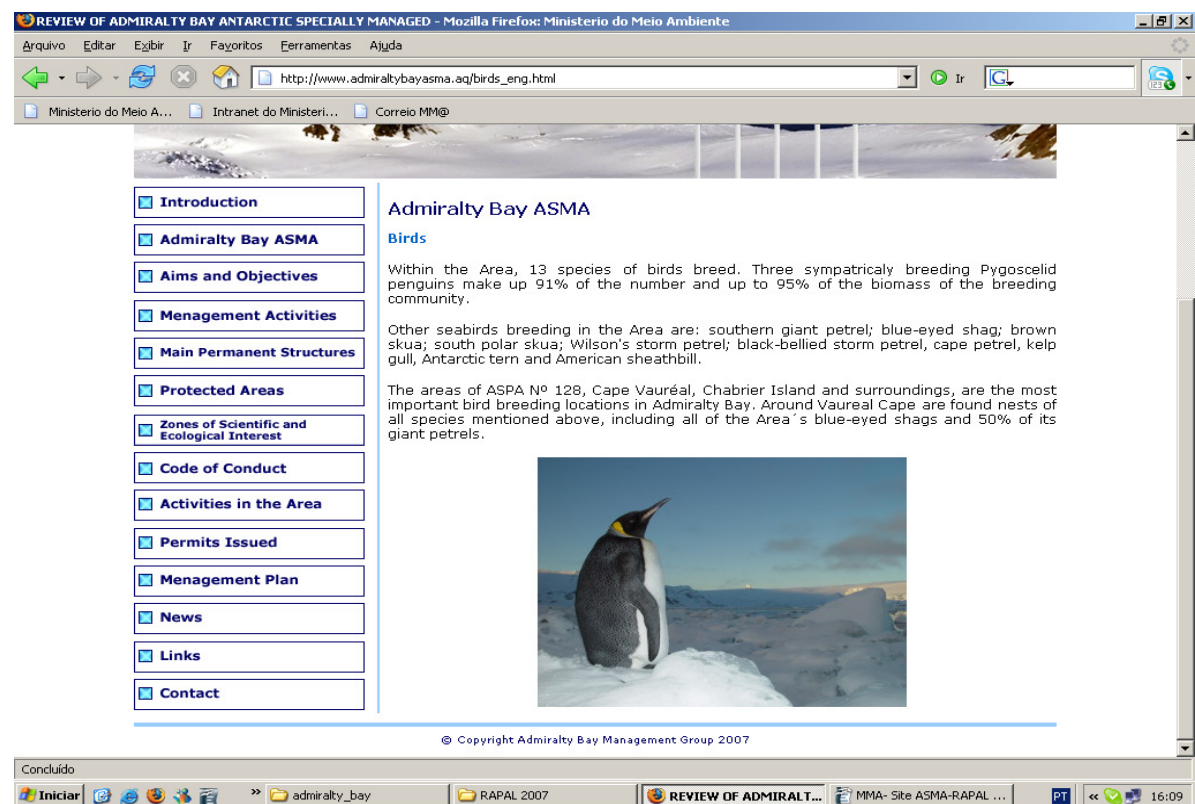 REVIEW OF ADMIRALTY BAY ANTARCTIC SPECIALLY MANAGED - Mozilla Firefox: Ministerio do Meio Ambiente
Arquivo Editar Exibir Ir Favoritos Ferramentas Ajuda
http://www.admiraltybayasma.aq/birds_eng.html Ir G
Ministerio do Meio A... Intranet do Ministeri... Correio MM@
Introduction
Admiralty Bay ASMA
Aims and Objectives
Menagement Activities
Main Permanent Structures
Protected Areas
Zones of Scientific and
Ecological Interest
Code of Conduct
Activities in the Area
Permits Issued
Menagement Plan
News
Links
Contact
Admiralty Bay ASMA
Birds
Within the Area, 13 species of birds breed. Three sympatricaly breeding Pygoscelid
penguins make up 91% of the number and up to 95% of the biomass of the breeding
community.
Other seabirds breeding in the Area are: southern giant petrel; blue-eyed shag; brown
skua; south polar skua; Wilson's storm petrel; black-bellied storm petrel, cape petrel, kelp
gull, Antarctic tern and American sheathbill.
The areas of ASPA Nº 128, Cape Vauréal, Chabrier Island and surroundings, are the most
important bird breeding locations in Admiralty Bay. Around Vaureal Cape are found nests of
all species mentioned above, including all of the Area´s blue-eyed shags and 50% of its
giant petrels.
© Copyright Admiralty Bay Management Group 2007
Concluído
Iniciar » admiralty_bay RAPAL 2007 REVIEW OF ADMIRALT... MMA- Site ASMA-RAPAL ... PT « 16:09